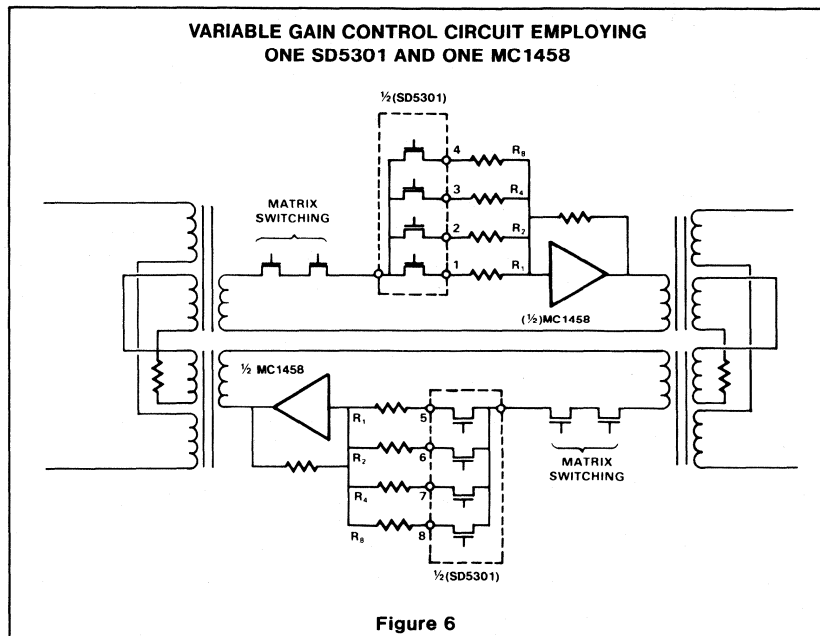 VARIABLE GAIN CONTROL CIRCUIT EMPLOYING
ONE SD5301 AND ONE MC1458
½(SD5301)
4
R₈
3
R₄
MATRIX
SWITCHING
2
R₂
1
R₁
(½)MC1458
½ MC1458
R₁
5
R₂
6
MATRIX
SWITCHING
R₄
7
R₈
8
½(SD5301)
Figure 6